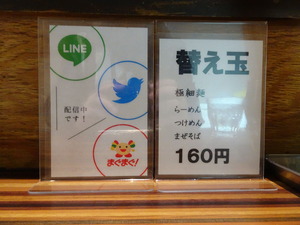 LINE
配信中
です！
まぐまぐ!
替え玉
極細麺
らーめん
つけめん
まぜそば
160円